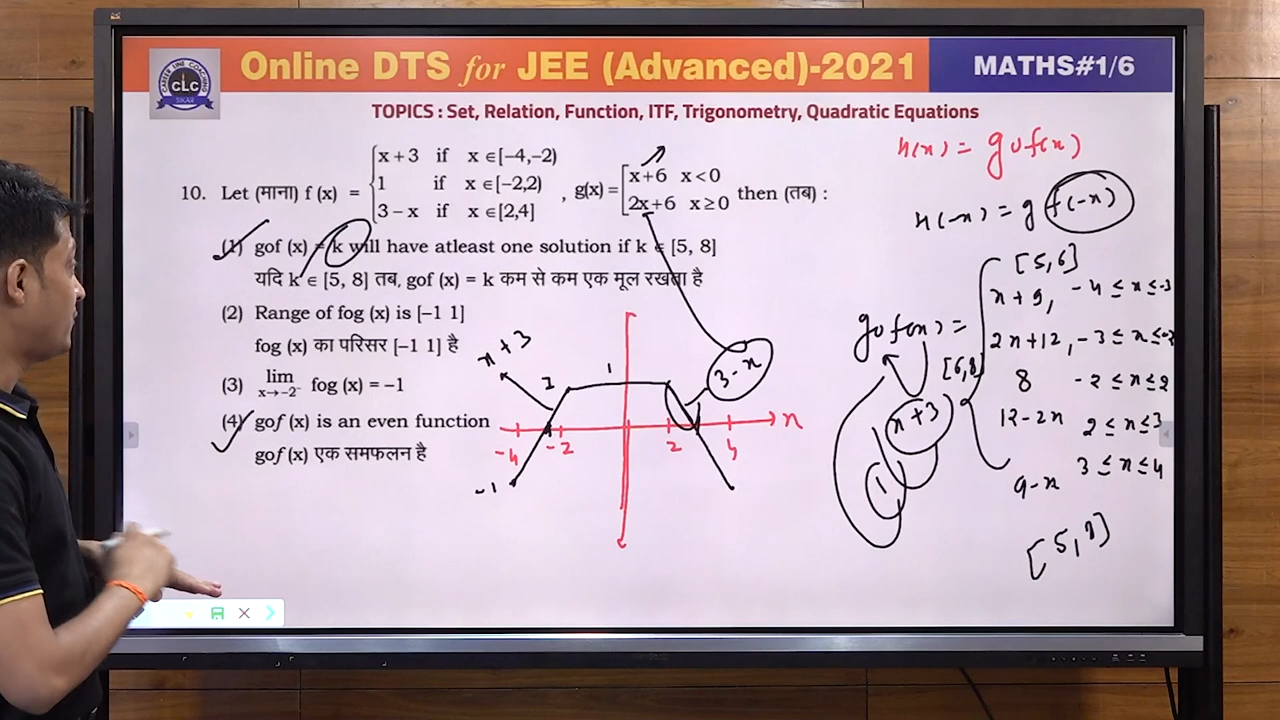 Online DTS for JEE (Advanced)-2021
MATHS#1/6
CLC
SIKAR
TOPICS : Set, Relation, Function, ITF, Trigonometry, Quadratic Equations
10. Let (माना) f (x) = { x+3 if x ∈[-4,-2)
1 if x ∈[-2,2)
3-x if x ∈[2,4]
, g(x)= [ x+6 x<0
2x+6 x≥0 then (तब) :
(1) gof (x) = k will have atleast one solution if k ∈ [5, 8]
यदि k ∈ [5, 8] तब, gof (x) = k कम से कम एक मूल रखता है
(2) Range of fog (x) is [-1 1]
fog (x) का परिसर [-1 1] है
(3) lim x→-2⁻ fog (x) = -1
(4) gof (x) is an even function
gof (x) एक समफलन है
x+3
1
3-x
-4 -2 2 4 x
-1
h(x) = gof(x)
h(-x) = g f(-x)
gof(x) =
[5,6]
x+9, -4 ≤ x ≤ -3
2x+12, -3 ≤ x ≤ -2
[6,8]
8 -2 ≤ x ≤ 2
12-2x 2 ≤ x ≤ 3
9-x 3 ≤ x ≤ 4
x+3
1
[5,8]